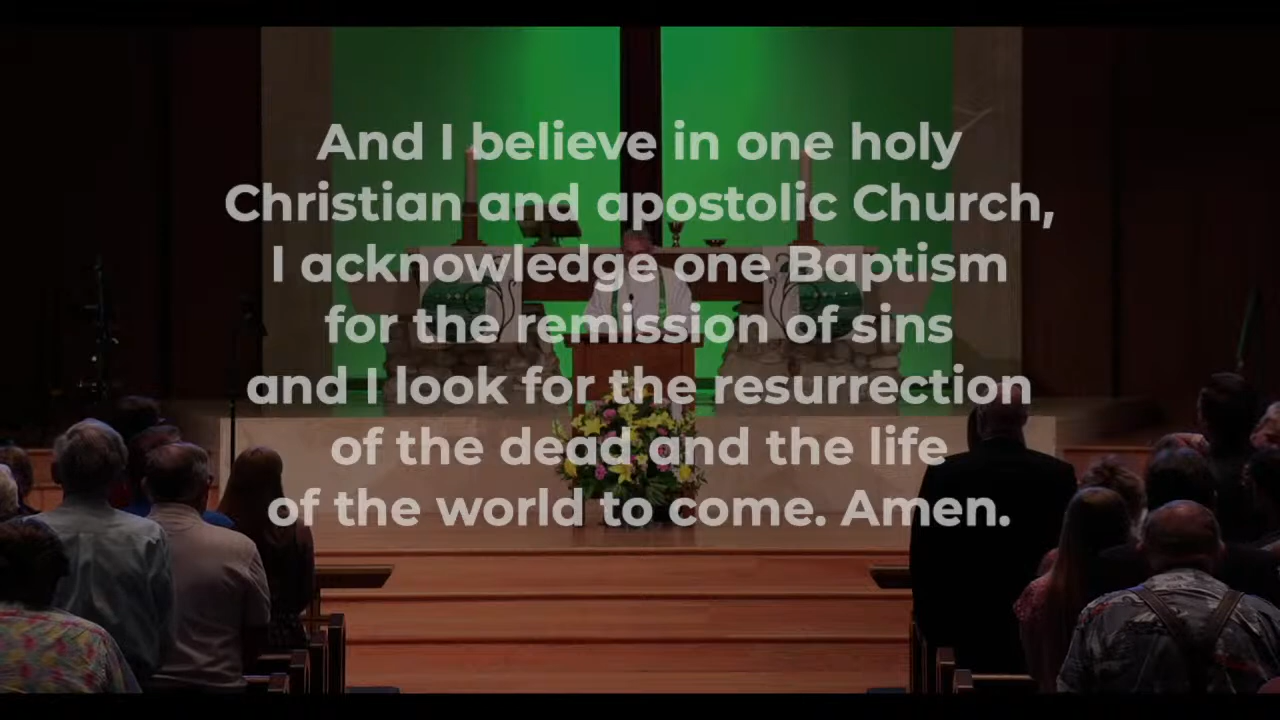 And I believe in one holy
Christian and apostolic Church,
I acknowledge one Baptism
for the remission of sins
and I look for the resurrection
of the dead and the life
of the world to come. Amen.